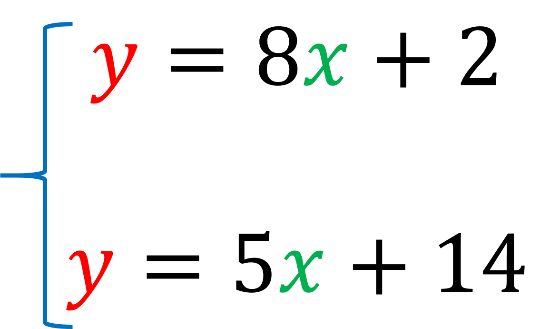 y = 8x + 2
y = 5x + 14